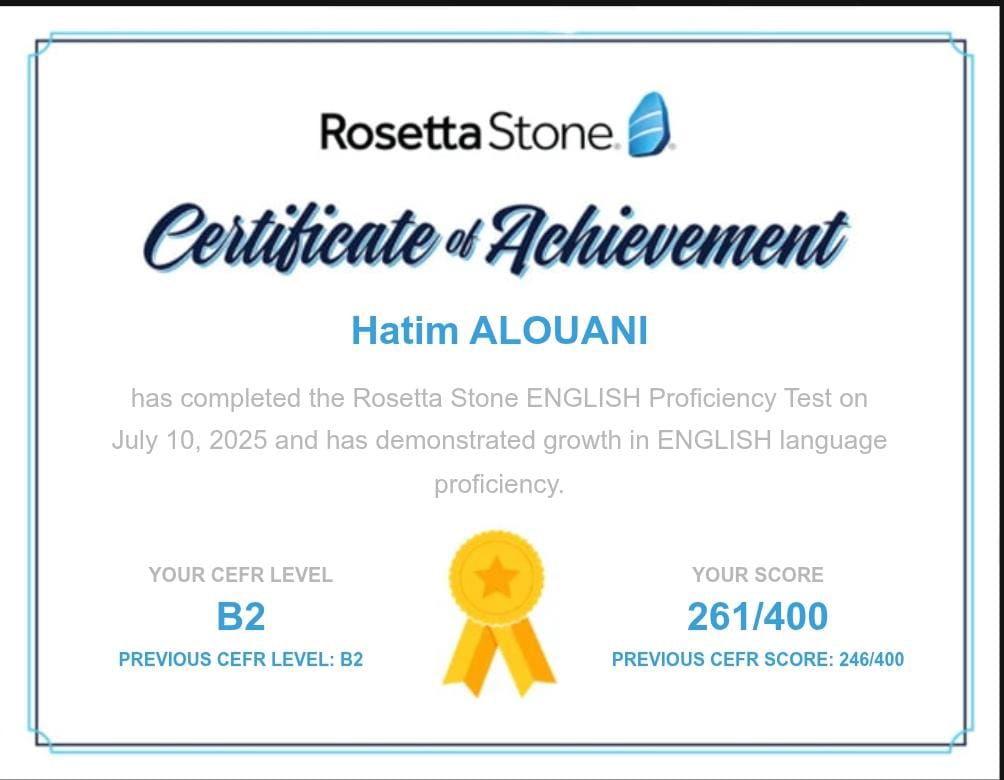 Rosetta Stone.
Certificate of Achievement
Hatim ALOUANI
has completed the Rosetta Stone ENGLISH Proficiency Test on
July 10, 2025 and has demonstrated growth in ENGLISH language
proficiency.
YOUR CEFR LEVEL
B2
PREVIOUS CEFR LEVEL: B2
YOUR SCORE
261/400
PREVIOUS CEFR SCORE: 246/400